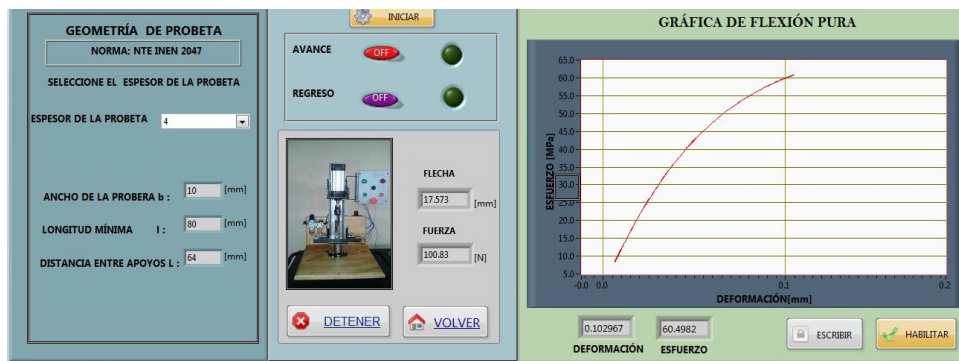 GEOMETRÍA DE PROBETA
NORMA: NTE INEN 2047
SELECCIONE EL ESPESOR DE LA PROBETA
ESPESOR DE LA PROBETA 4
ANCHO DE LA PROBERA b : 10 [mm]
LONGITUD MÍNIMA l : 80 [mm]
DISTANCIA ENTRE APOYOS L : 64 [mm]
INICIAR
AVANCE OFF
REGRESO OFF
FLECHA
17.573 [mm]
FUERZA
100.83 [N]
DETENER
VOLVER
GRÁFICA DE FLEXIÓN PURA
ESFUERZO [MPa]
65.0
60.0
55.0
50.0
45.0
40.0
35.0
30.0
25.0
20.0
15.0
10.0
5.0
-0.0 0.0 0.1 0.2
DEFORMACIÓN[mm]
0.102967 60.4982
DEFORMACIÓN ESFUERZO
ESCRIBIR
HABILITAR